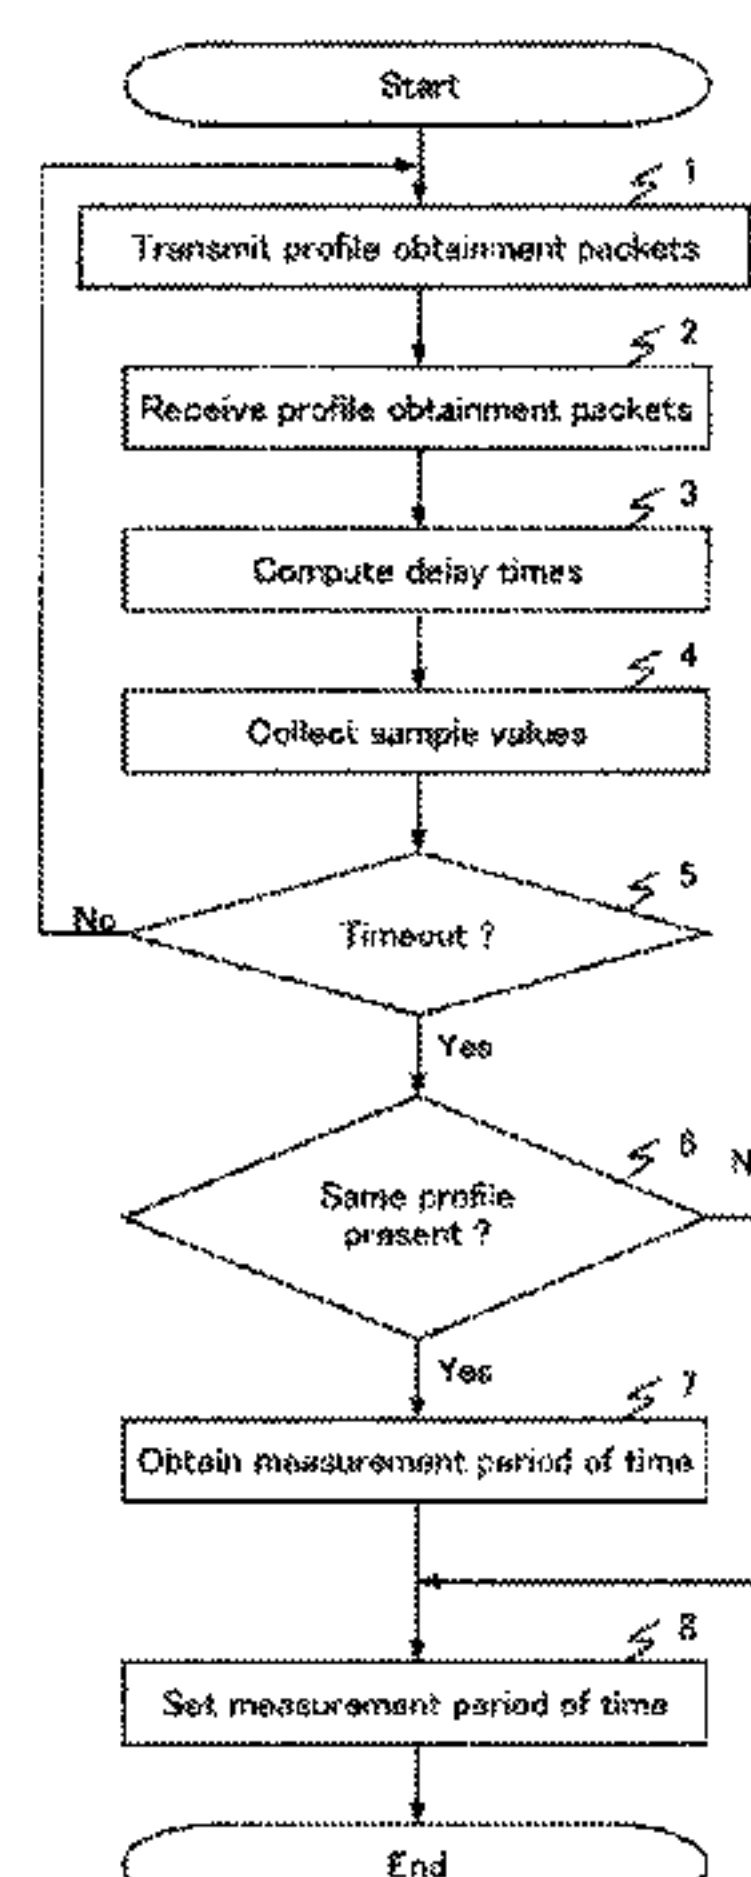 Start
1
Transmit profile obtainment packets
2
Receive profile obtainment packets
3
Compute delay times
4
Collect sample values
5
No
Timeout ?
Yes
6
N
Same profile
present ?
Yes
7
Obtain measurement period of time
8
Set measurement period of time
End